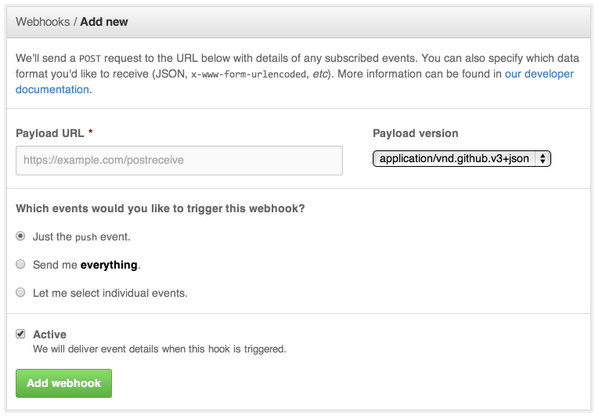 Webhooks / Add new
We'll send a POST request to the URL below with details of any subscribed events. You can also specify which data
format you'd like to receive (JSON, x-www-form-urlencoded, etc). More information can be found in our developer
documentation.
Payload URL *
Payload version
https://example.com/postreceive
application/vnd.github.v3+json
Which events would you like to trigger this webhook?
Just the push event.
Send me everything.
Let me select individual events.
Active
We will deliver event details when this hook is triggered.
Add webhook